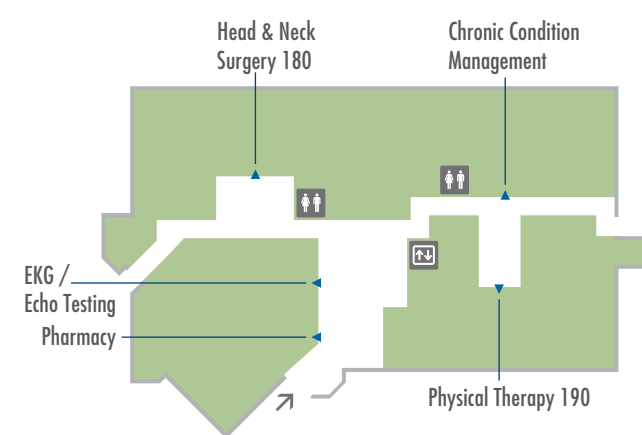 Head & Neck
Surgery 180
Chronic Condition
Management
EKG /
Echo Testing
Pharmacy
Physical Therapy 190